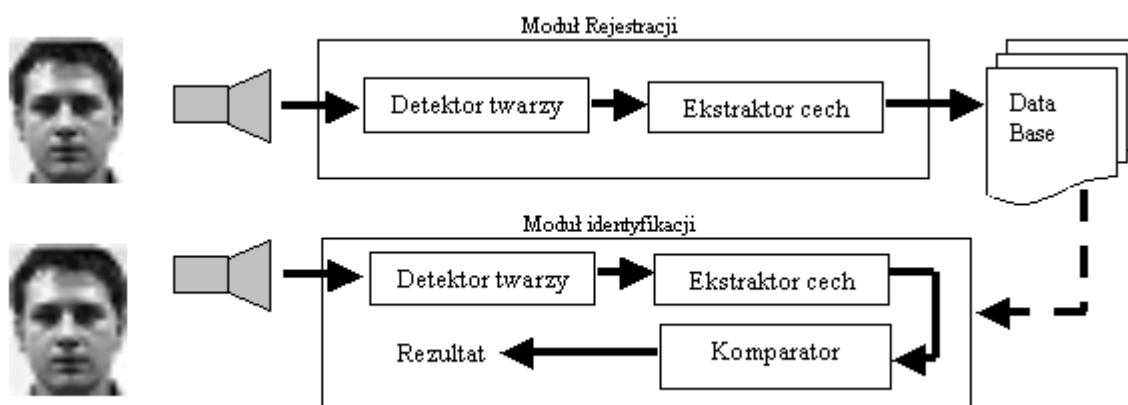 Moduł Rejestracji
Detektor twarzy
Ekstraktor cech
Data
Base
Moduł identyfikacji
Detektor twarzy
Ekstraktor cech
Rezultat
Komparator